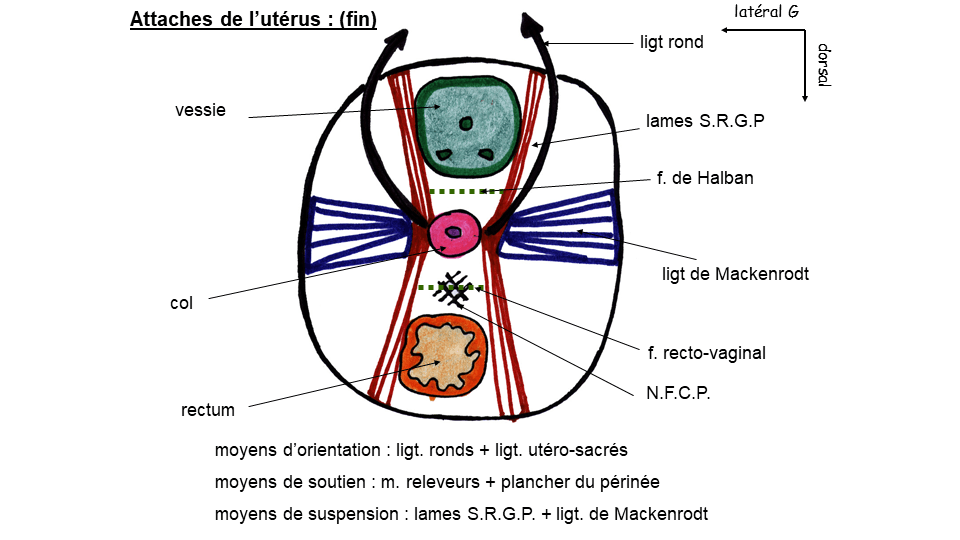 Attaches de l’utérus : (fin)
latéral G
dorsal
ligt rond
vessie
lames S.R.G.P
f. de Halban
ligt de Mackenrodt
col
f. recto-vaginal
N.F.C.P.
rectum
moyens d’orientation : ligt. ronds + ligt. utéro-sacrés
moyens de soutien : m. releveurs + plancher du périnée
moyens de suspension : lames S.R.G.P. + ligt. de Mackenrodt